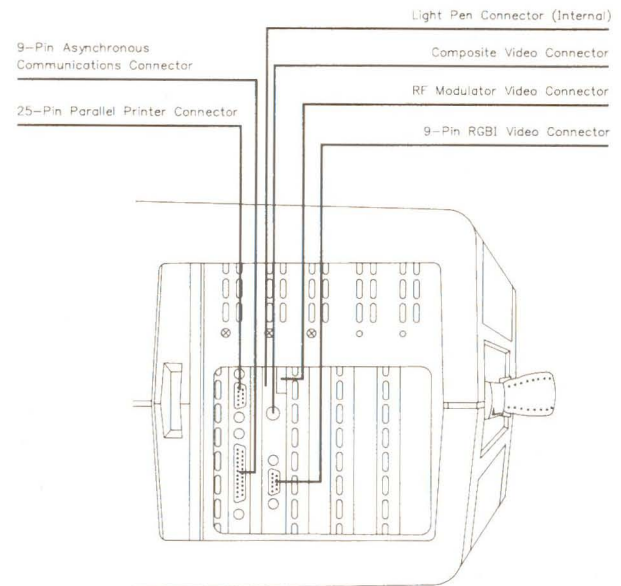 Light Pen Connector (Internal)
9-Pin Asynchronous
Communications Connector
Composite Video Connector
RF Modulator Video Connector
25-Pin Parallel Printer Connector
9-Pin RGBI Video Connector